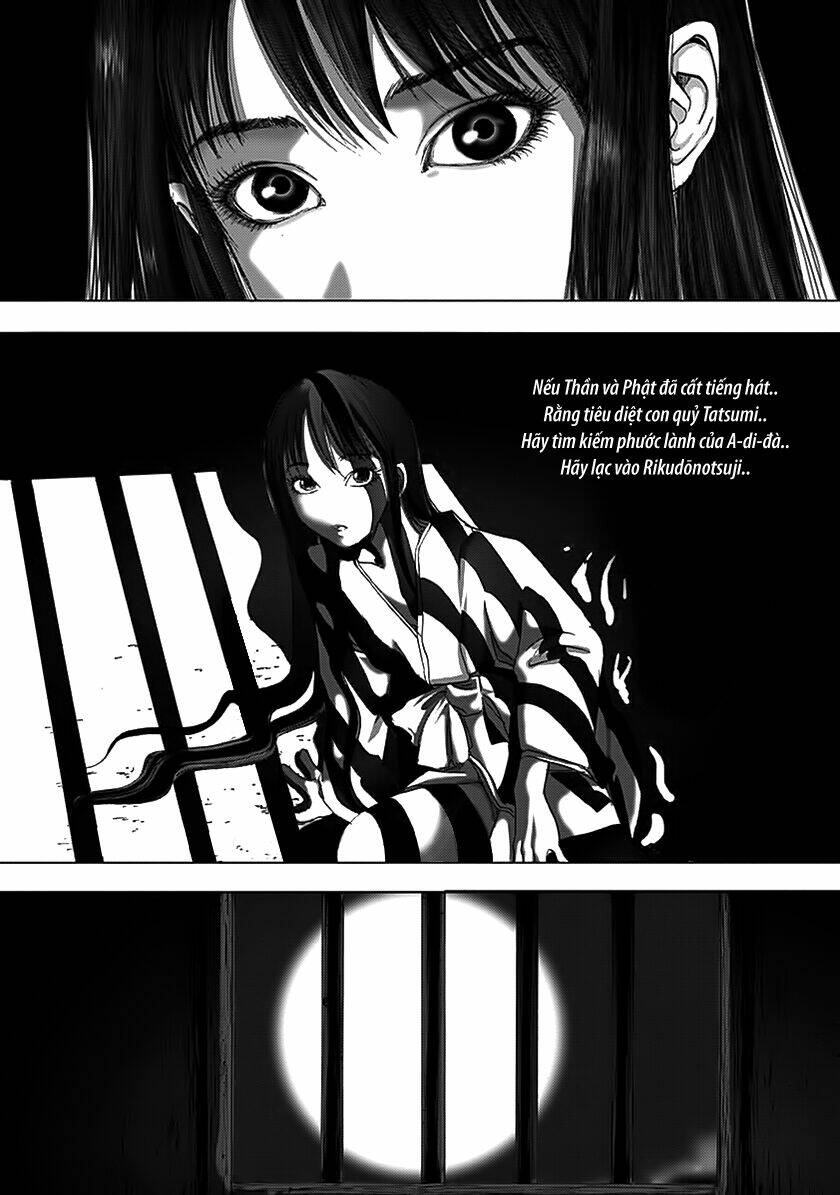 Nếu Thần và Phật đã cất tiếng hát..
Rằng tiêu diệt con quỷ Tatsumi..
Hãy tìm kiếm phước lành của A-di-đà..
Hãy lạc vào Rikudōnotsuji..